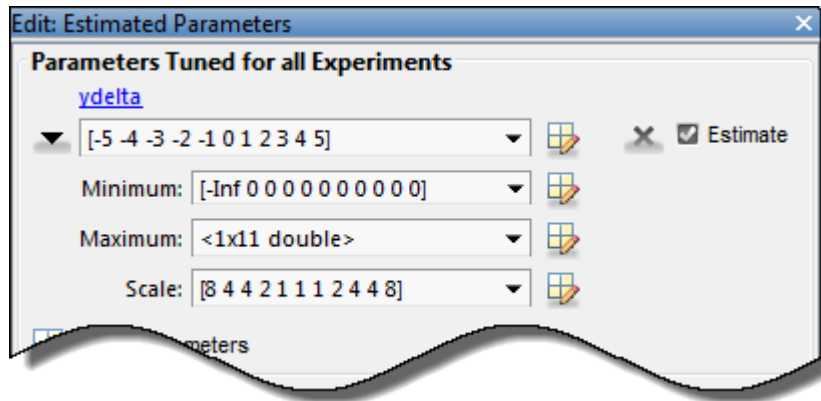 Edit: Estimated Parameters
Parameters Tuned for all Experiments
ydelta
[-5 -4 -3 -2 -1 0 1 2 3 4 5]
Estimate
Minimum: [-Inf 0 0 0 0 0 0 0 0 0 0]
Maximum: <1x11 double>
Scale: [8 4 4 2 1 1 1 2 4 4 8]